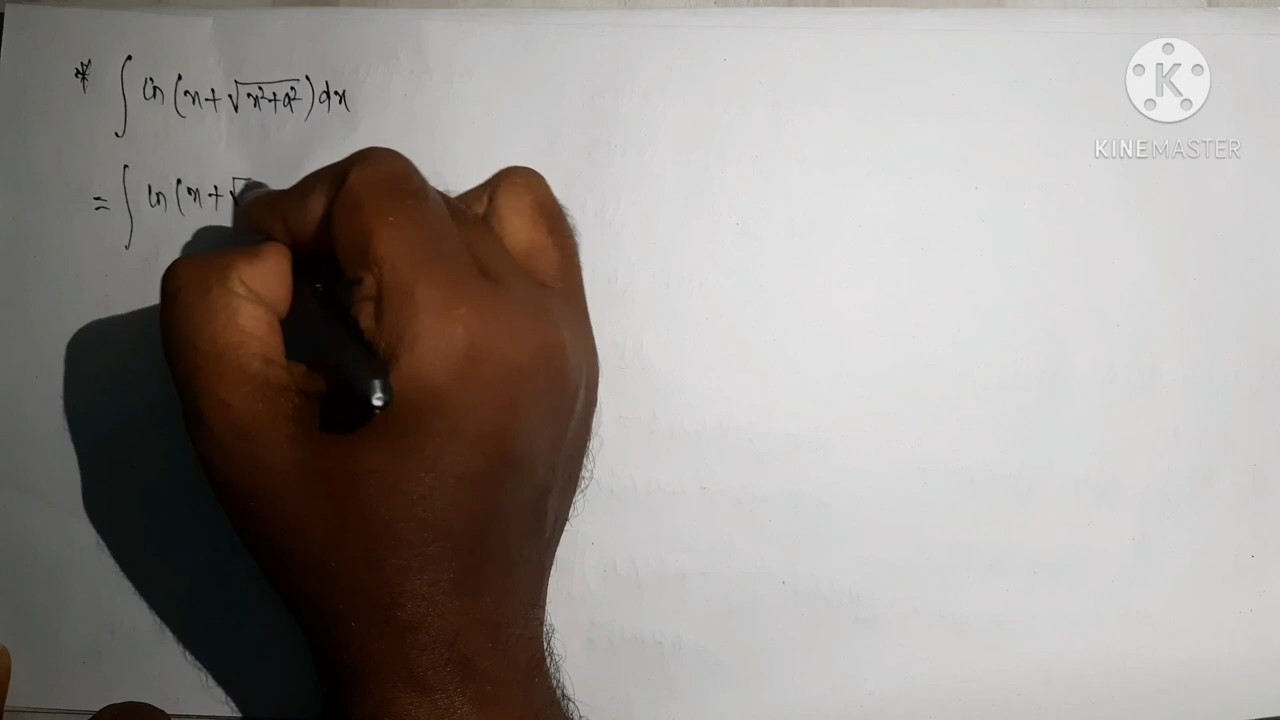 * ∫ ln (x + √x²+a²) dx
= ∫ ln (x + √
K
KINEMASTER